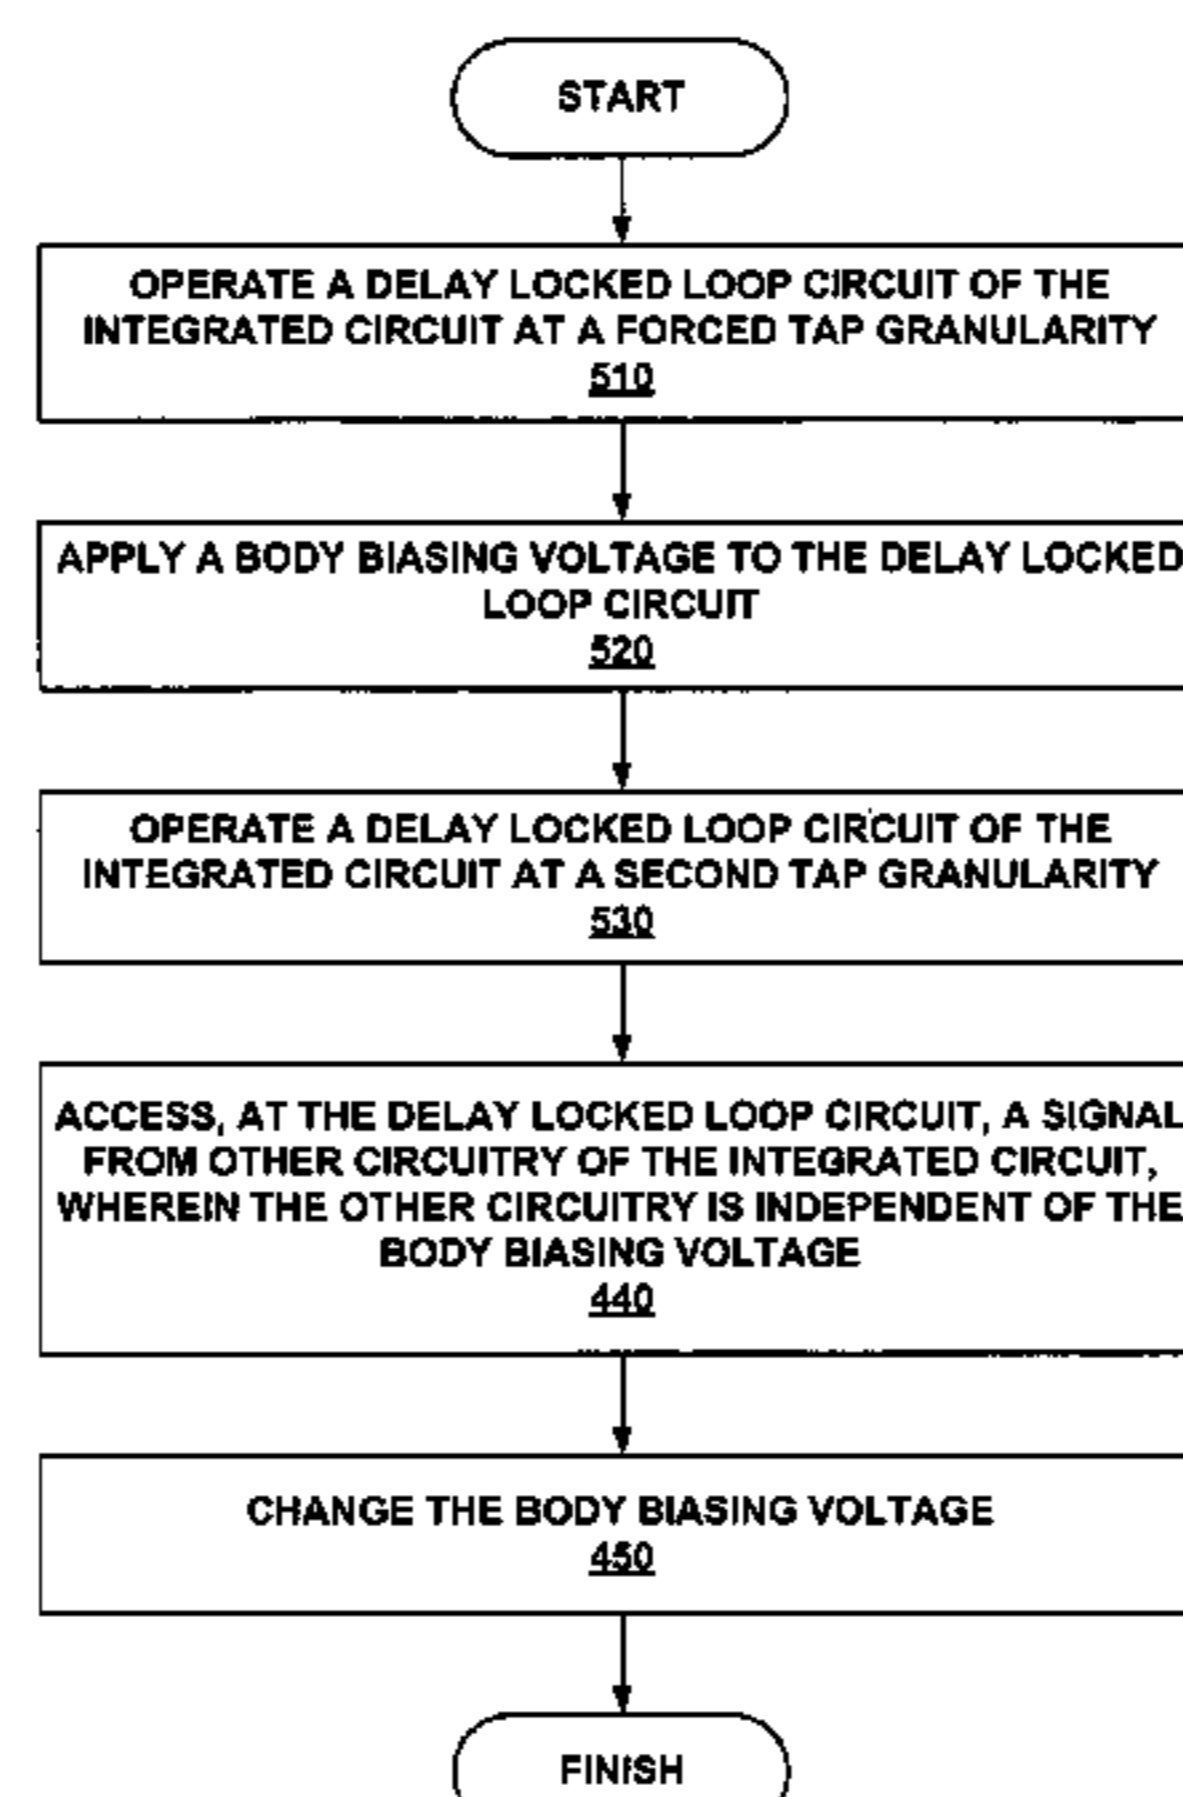 START
OPERATE A DELAY LOCKED LOOP CIRCUIT OF THE
INTEGRATED CIRCUIT AT A FORCED TAP GRANULARITY
510
APPLY A BODY BIASING VOLTAGE TO THE DELAY LOCKED
LOOP CIRCUIT
520
OPERATE A DELAY LOCKED LOOP CIRCUIT OF THE
INTEGRATED CIRCUIT AT A SECOND TAP GRANULARITY
530
ACCESS, AT THE DELAY LOCKED LOOP CIRCUIT, A SIGNAL
FROM OTHER CIRCUITRY OF THE INTEGRATED CIRCUIT,
WHEREIN THE OTHER CIRCUITRY IS INDEPENDENT OF THE
BODY BIASING VOLTAGE
440
CHANGE THE BODY BIASING VOLTAGE
450
FINISH